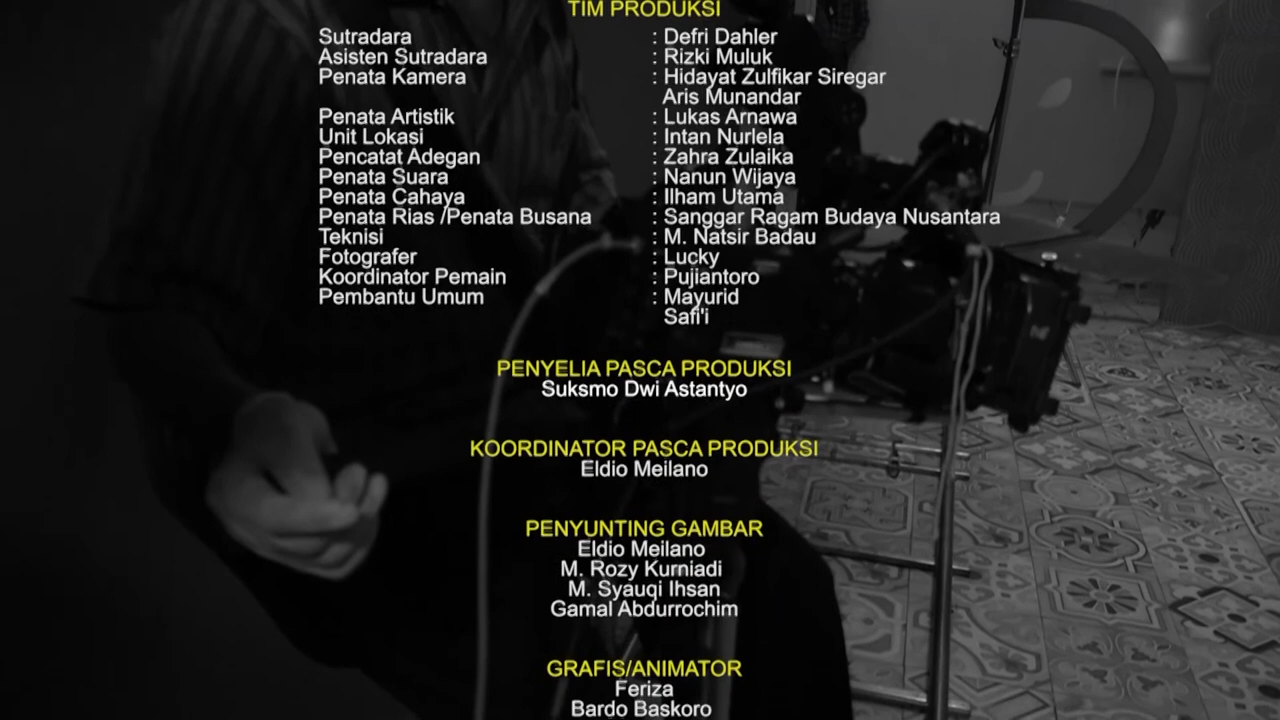 TIM PRODUKSI
Sutradara : Defri Dahler
Asisten Sutradara : Rizki Muluk
Penata Kamera : Hidayat Zulfikar Siregar
Aris Munandar
Penata Artistik : Lukas Arnawa
Unit Lokasi : Intan Nurlela
Pencatat Adegan : Zahra Zulaika
Penata Suara : Nanun Wijaya
Penata Cahaya : Ilham Utama
Penata Rias /Penata Busana : Sanggar Ragam Budaya Nusantara
Teknisi : M. Natsir Badau
Fotografer : Lucky
Koordinator Pemain : Pujiantoro
Pembantu Umum : Mayurid
Safi'i
PENYELIA PASCA PRODUKSI
Suksmo Dwi Astantyo
KOORDINATOR PASCA PRODUKSI
Eldio Meilano
PENYUNTING GAMBAR
Eldio Meilano
M. Rozy Kurniadi
M. Syauqi Ihsan
Gamal Abdurrochim
GRAFIS/ANIMATOR
Feriza
Bardo Baskoro